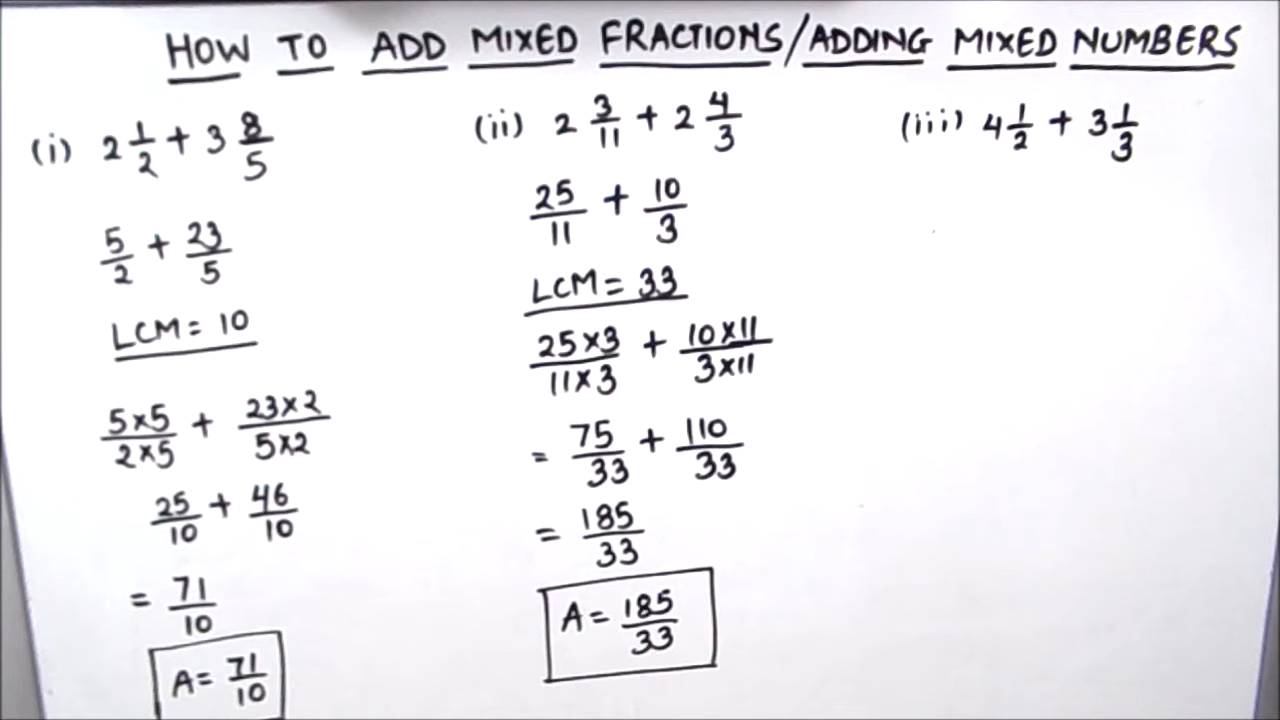 HOW TO ADD MIXED FRACTIONS/ADDING MIXED NUMBERS
(i) 2 1/2 + 3 8/5
5/2 + 23/5
LCM = 10
5×5/2×5 + 23×2/5×2
25/10 + 46/10
= 71/10
A = 71/10
(ii) 2 3/11 + 2 4/3
25/11 + 10/3
LCM = 33
25×3/11×3 + 10×11/3×11
= 75/33 + 110/33
= 185/33
A = 185/33
(iii) 4 1/2 + 3 1/3